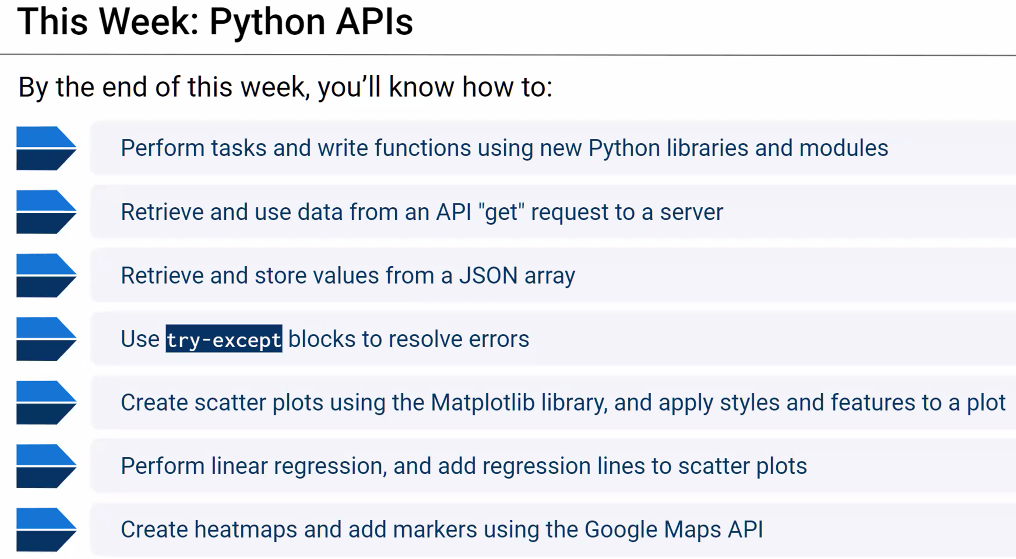 This Week: Python APIs
By the end of this week, you’ll know how to:
Perform tasks and write functions using new Python libraries and modules
Retrieve and use data from an API "get" request to a server
Retrieve and store values from a JSON array
Use try-except blocks to resolve errors
Create scatter plots using the Matplotlib library, and apply styles and features to a plot
Perform linear regression, and add regression lines to scatter plots
Create heatmaps and add markers using the Google Maps API